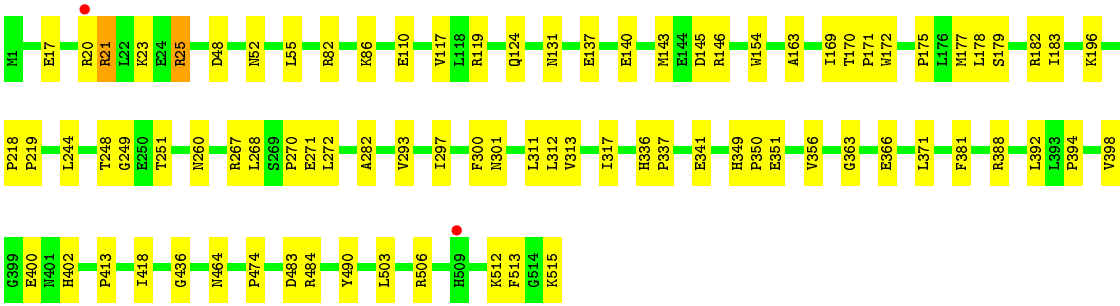 M1 E17 R20 R21 L22 K23 E24 R25 D48 N52 L55 R82 K86 E110 V117 L118 R119 Q124 N131 E137 E140 M143 E144 D145 R146 W154 A163 I169 T170 P171 W172 P175 L176 M177 L178 S179 R182 I183 K196
P218 P219 L244 T248 G249 E250 T251 N260 R267 L268 S269 P270 E271 L272 A282 V293 I297 F300 N301 L311 L312 V313 I317 H336 P337 E341 H349 P350 E351 V356 G363 E366 L371 F381 R388 L392 L393 P394 V398
G399 E400 N401 H402 P413 I418 G436 N464 P474 D483 R484 Y490 L503 R506 H509 K512 F513 G514 K515